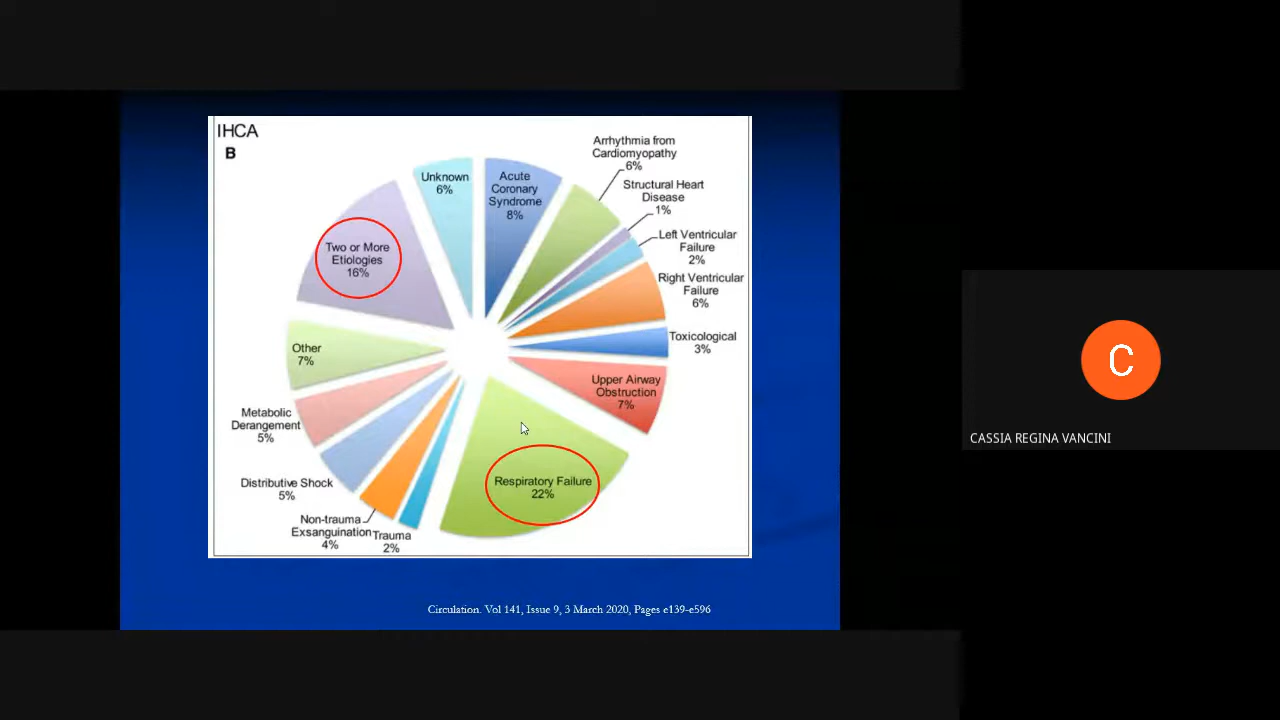 IHCA
B
Unknown
6%
Acute
Coronary
Syndrome
8%
Arrhythmia from
Cardiomyopathy
6%
Structural Heart
Disease
1%
Left Ventricular
Failure
2%
Right Ventricular
Failure
6%
Toxicological
3%
Upper Airway
Obstruction
7%
Respiratory Failure
22%
Trauma
2%
Non-trauma
Exsanguination
4%
Distributive Shock
5%
Metabolic
Derangement
5%
Other
7%
Two or More
Etiologies
16%
Circulation. Vol 141, Issue 9, 3 March 2020, Pages e139-e596
C
CASSIA REGINA VANCINI